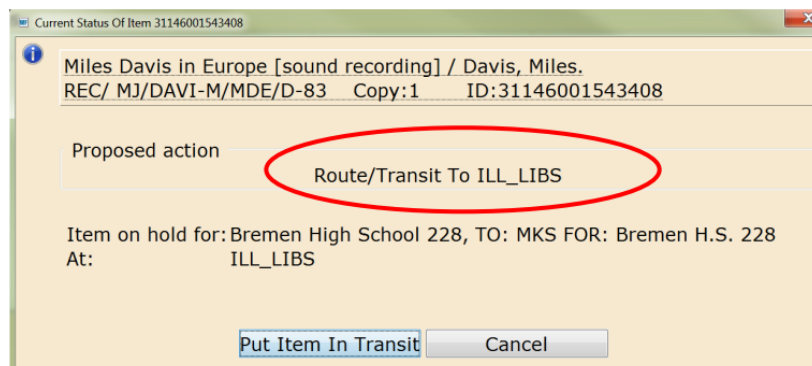 Current Status Of Item 31146001543408
Miles Davis in Europe [sound recording] / Davis, Miles.
REC/ MJ/DAVI-M/MDE/D-83 Copy:1 ID:31146001543408
Proposed action
Route/Transit To ILL_LIBS
Item on hold for: Bremen High School 228, TO: MKS FOR: Bremen H.S. 228
At: ILL_LIBS
Put Item In Transit Cancel